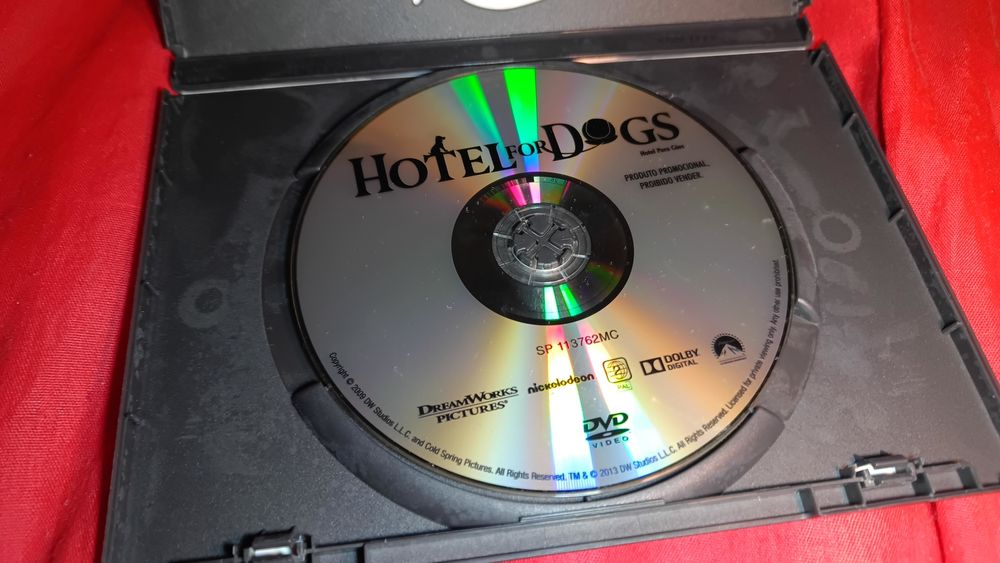 HOTEL FOR DOGS
Hotel Para Cães
PRODUTO PROMOCIONAL.
PROIBIDO VENDER.
SP 113762MC
DREAMWORKS
PICTURES®
nickelodeon
2
PAL
DOLBY
DIGITAL
DVD
VIDEO
Copyright © 2009 DW Studios L.L.C. and Cold Spring Pictures. All Rights Reserved. TM & © 2013 DW Studios L.L.C. All Rights Reserved. Licensed for private viewing only. Any other use prohibited.